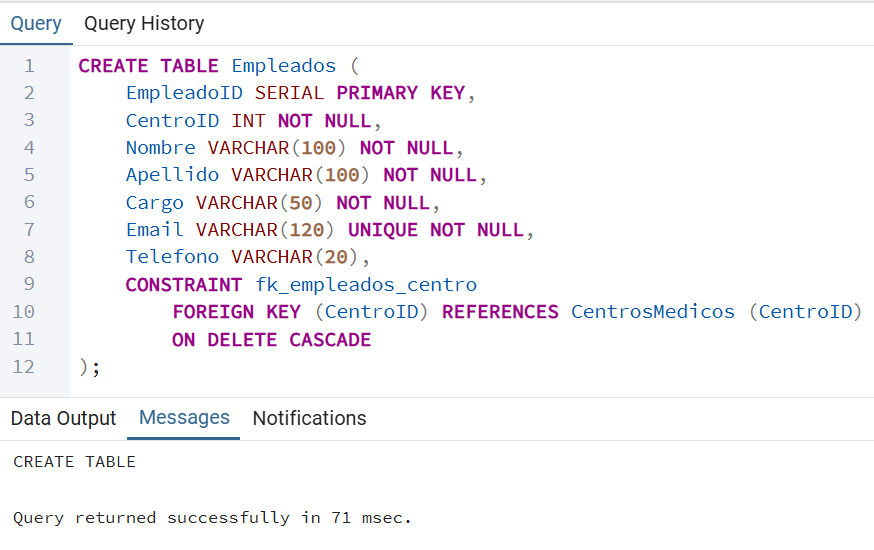 Query Query History
1 CREATE TABLE Empleados (
2 EmpleadoID SERIAL PRIMARY KEY,
3 CentroID INT NOT NULL,
4 Nombre VARCHAR(100) NOT NULL,
5 Apellido VARCHAR(100) NOT NULL,
6 Cargo VARCHAR(50) NOT NULL,
7 Email VARCHAR(120) UNIQUE NOT NULL,
8 Telefono VARCHAR(20),
9 CONSTRAINT fk_empleados_centro
10 FOREIGN KEY (CentroID) REFERENCES CentrosMedicos (CentroID)
11 ON DELETE CASCADE
12 );
Data Output Messages Notifications
CREATE TABLE
Query returned successfully in 71 msec.